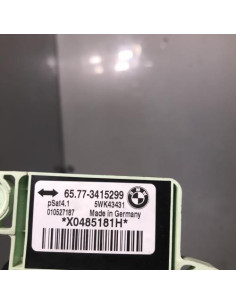 65.77-3415299
pSat4.1 5WK43431
010527187 Made in Germany
*X0485181H*